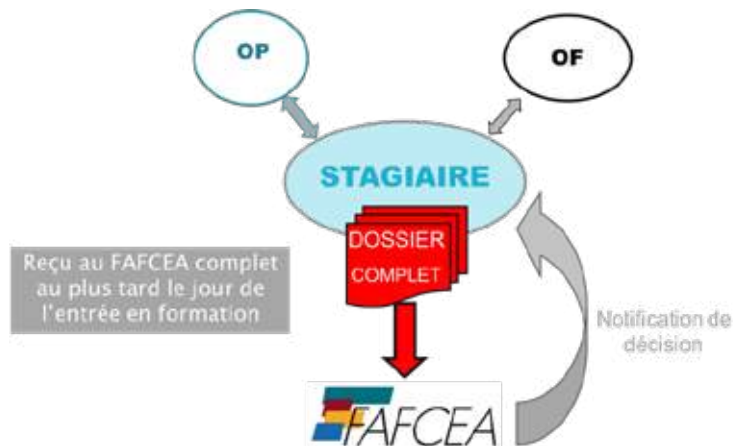 OP
OF
STAGIAIRE
DOSSIER
COMPLET
Reçu au FAFCEA complet
au plus tard le jour de
l'entrée en formation
Notification de
décision
FAFCEA